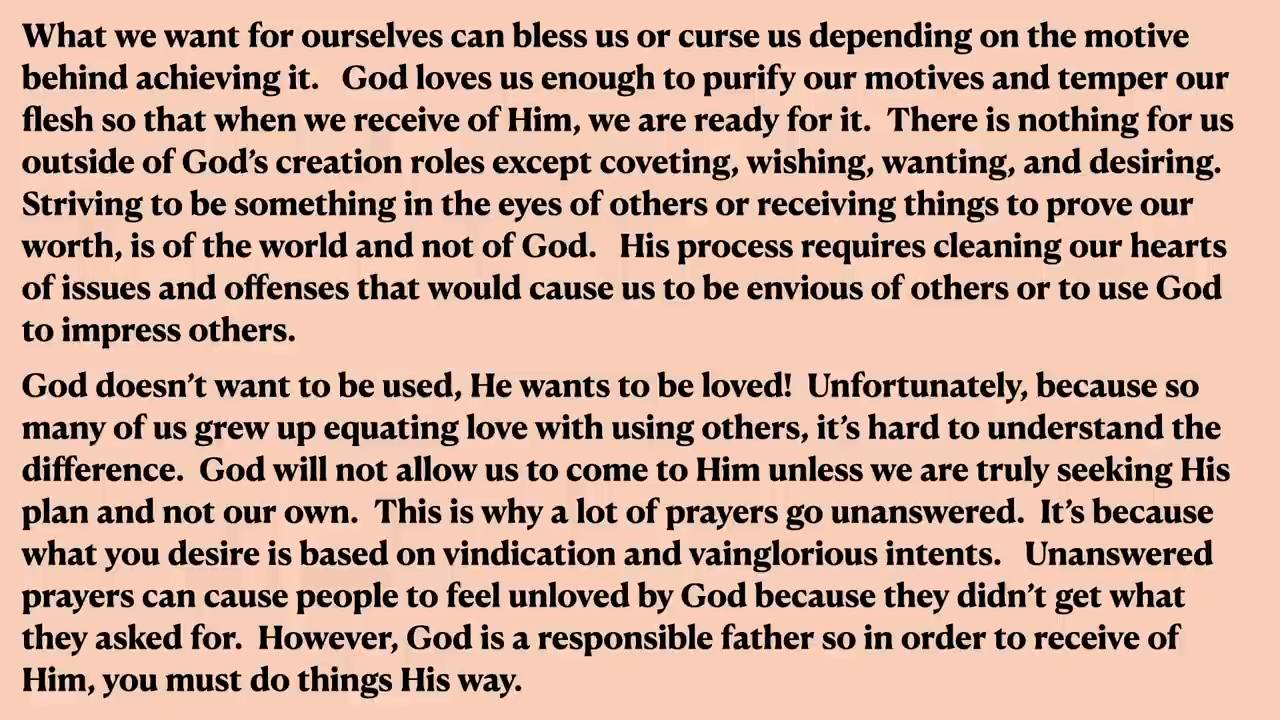 What we want for ourselves can bless us or curse us depending on the motive
behind achieving it.   God loves us enough to purify our motives and temper our
flesh so that when we receive of Him, we are ready for it.  There is nothing for us
outside of God’s creation roles except coveting, wishing, wanting, and desiring.
Striving to be something in the eyes of others or receiving things to prove our
worth, is of the world and not of God.   His process requires cleaning our hearts
of issues and offenses that would cause us to be envious of others or to use God
to impress others.
God doesn’t want to be used, He wants to be loved!  Unfortunately, because so
many of us grew up equating love with using others, it’s hard to understand the
difference.  God will not allow us to come to Him unless we are truly seeking His
plan and not our own.  This is why a lot of prayers go unanswered.  It’s because
what you desire is based on vindication and vainglorious intents.   Unanswered
prayers can cause people to feel unloved by God because they didn’t get what
they asked for.  However, God is a responsible father so in order to receive of
Him, you must do things His way.